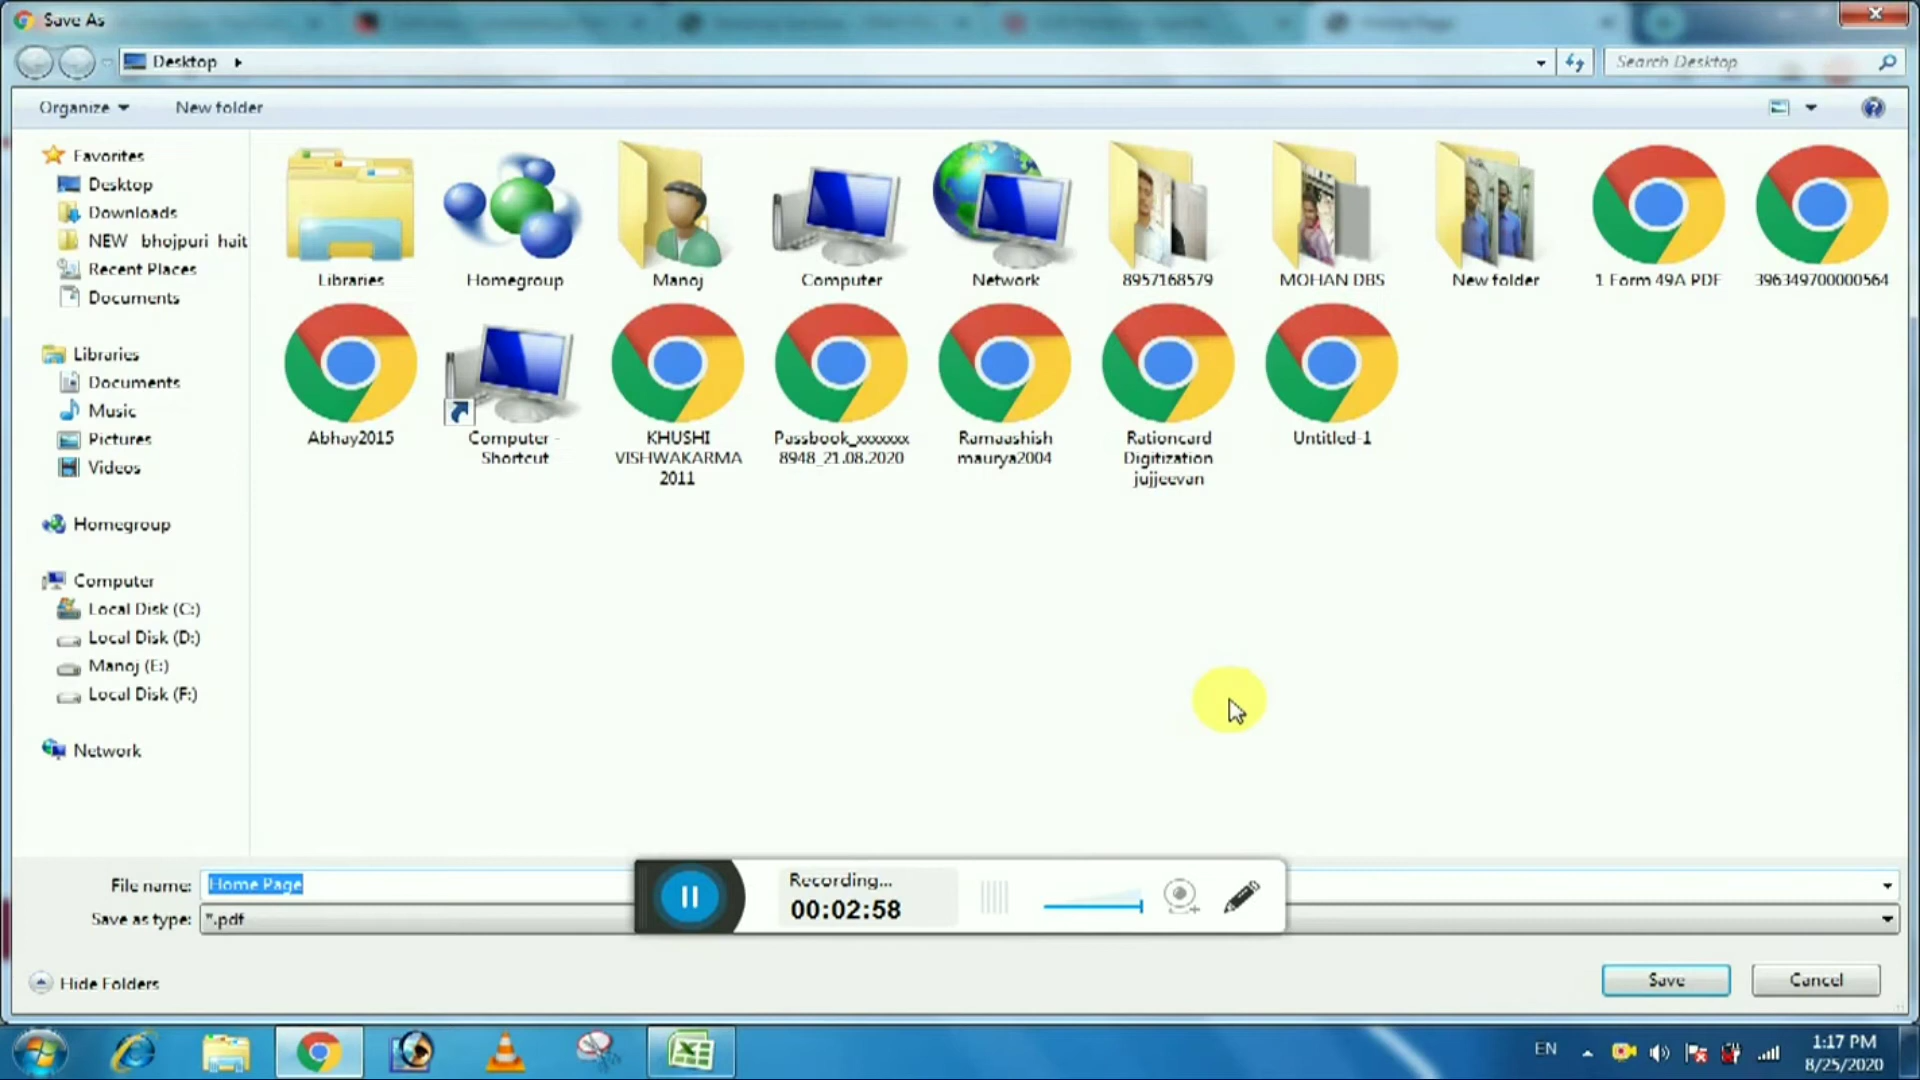 Save As
Desktop
Search Desktop
Organize
New folder
Favorites
Desktop
Downloads
NEW bhojpuri hait
Recent Places
Documents
Libraries
Documents
Music
Pictures
Videos
Homegroup
Computer
Local Disk (C:)
Local Disk (D:)
Manoj (E:)
Local Disk (F:)
Network
Libraries
Homegroup
Manoj
Computer
Network
8957168579
MOHAN DBS
New folder
1 Form 49A PDF
396349700000564
Abhay2015
Computer -
Shortcut
KHUSHI
VISHWAKARMA
2011
Passbook_xxxxxxx
8948_21.08.2020
Ramaashish
maurya2004
Rationcard
Digitization
jujjeevan
Untitled-1
File name: Home Page
Save as type: *.pdf
Recording...
00:02:58
Hide Folders
Save
Cancel
EN
1:17 PM
8/25/2020